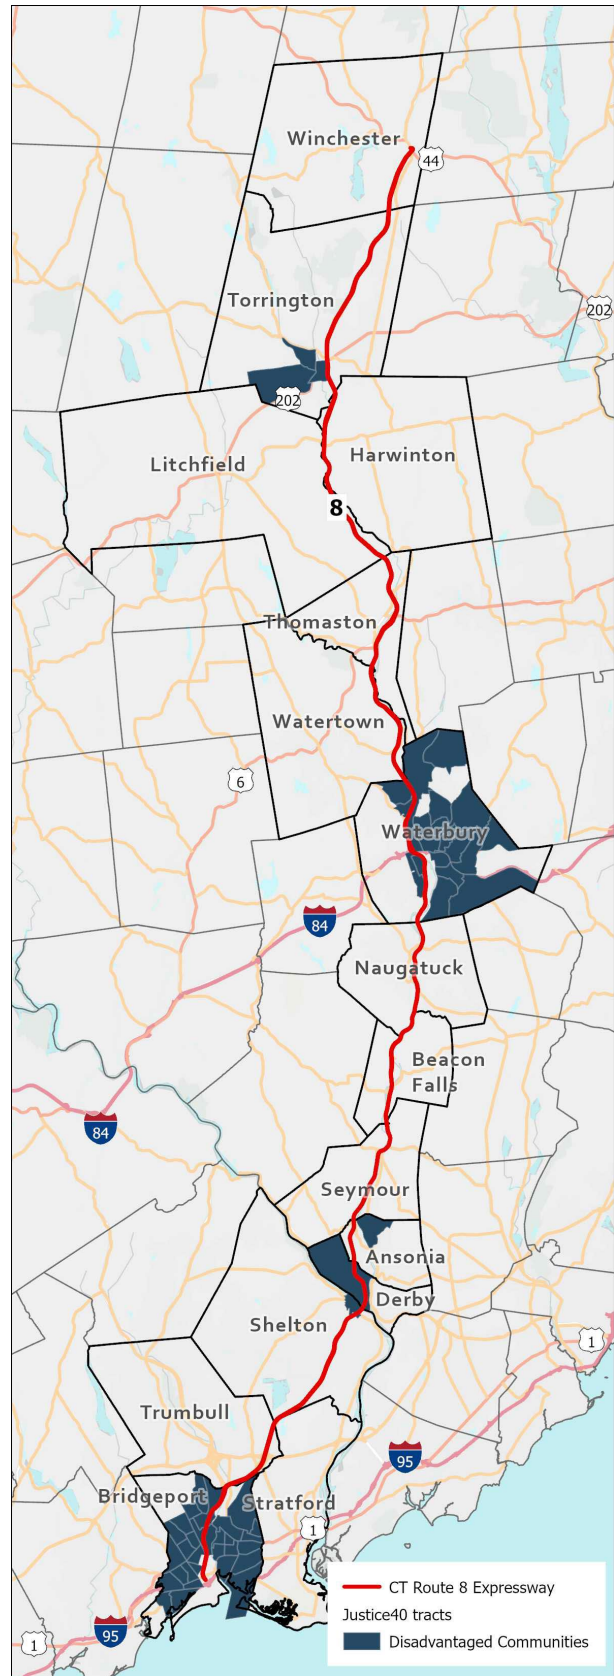 Winchester
44
Torrington
202
202
Litchfield
Harwinton
8
Thomaston
Watertown
6
Waterbury
84
Naugatuck
Beacon
Falls
84
Seymour
Ansonia
Derby
Shelton
1
Trumbull
95
Bridgeport
Stratford
1
CT Route 8 Expressway
Justice40 tracts
Disadvantaged Communities
95
1